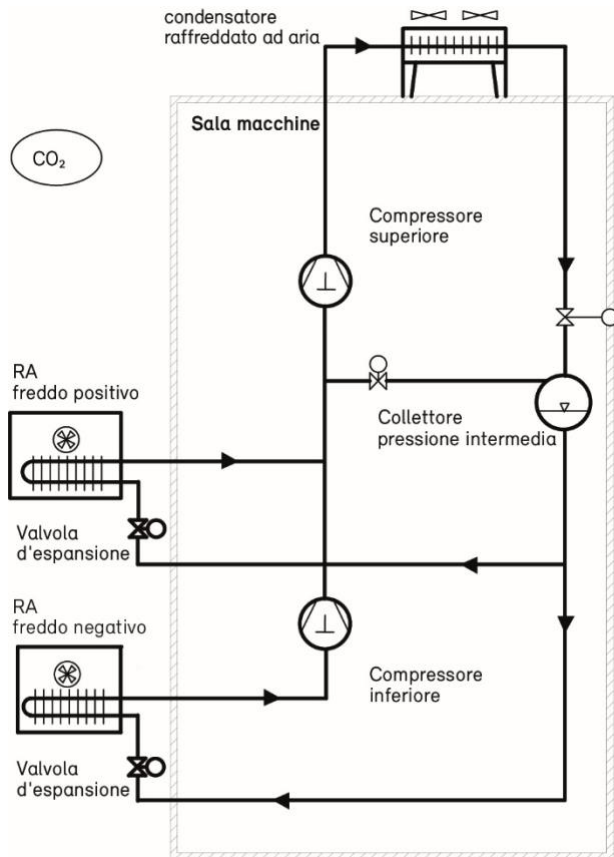 condensatore
raffreddato ad aria
Sala macchine
CO₂
Compressore
superiore
RA
freddo positivo
Collettore
pressione intermedia
Valvola
d'espansione
RA
freddo negativo
Compressore
inferiore
Valvola
d'espansione